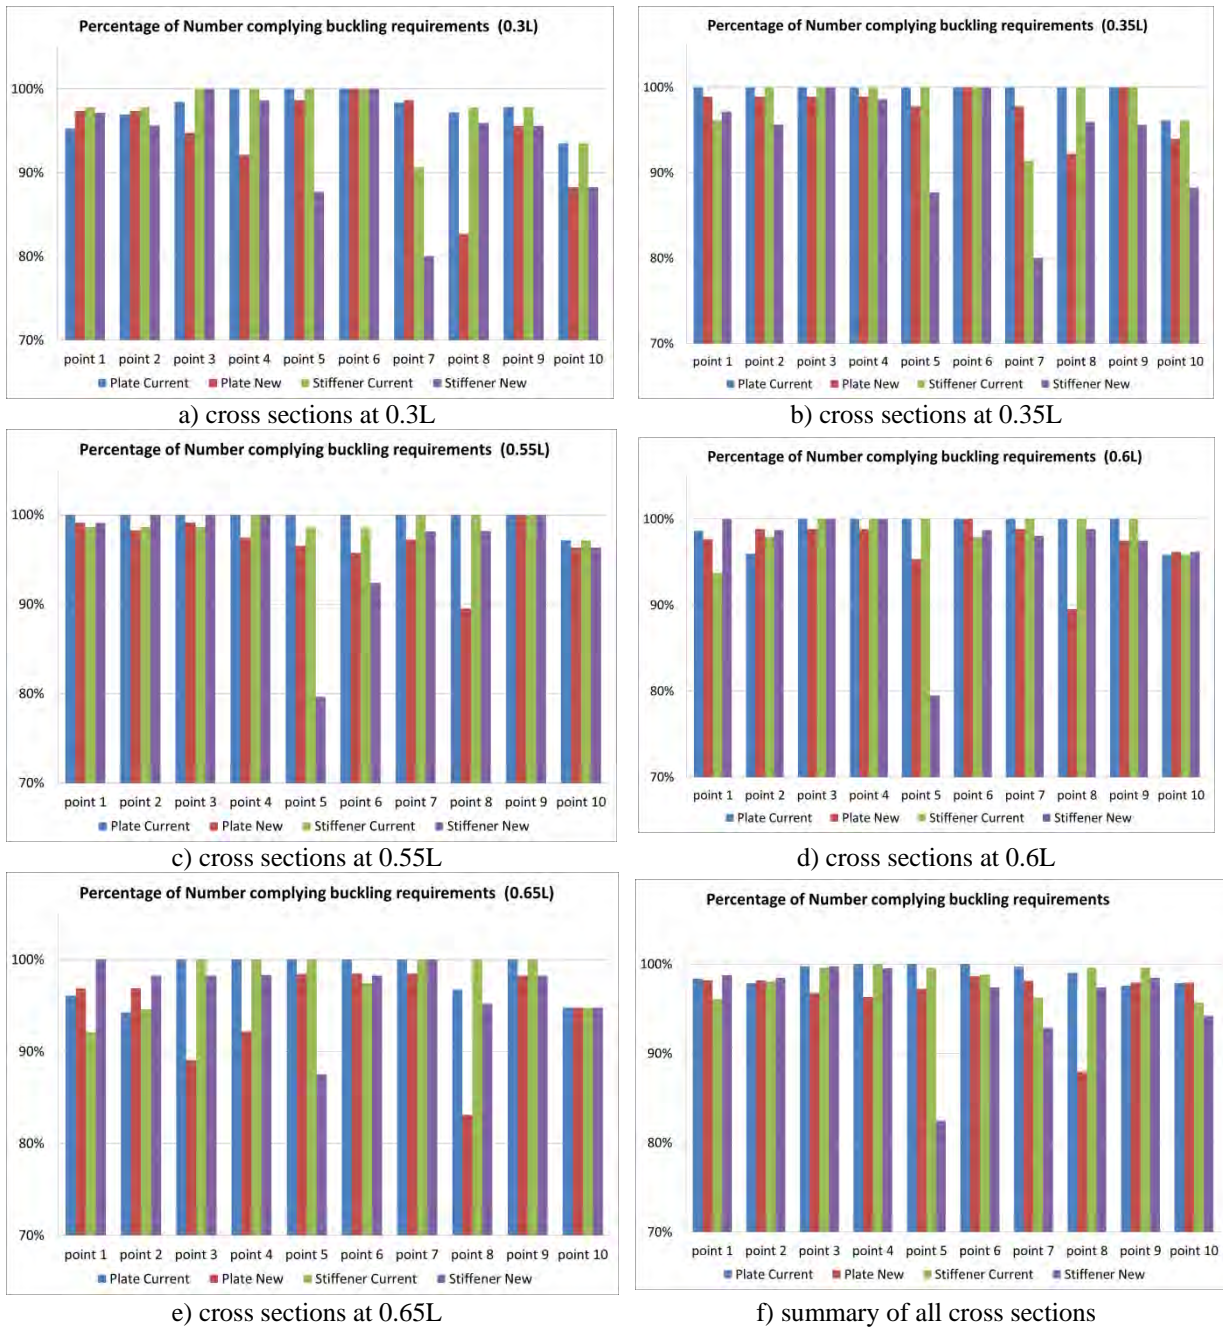 Percentage of Number complying buckling requirements (0.3L)
100%
90%
80%
70%
point 1 point 2 point 3 point 4 point 5 point 6 point 7 point 8 point 9 point 10
Plate Current Plate New Stiffener Current Stiffener New
a) cross sections at 0.3L
Percentage of Number complying buckling requirements (0.35L)
100%
90%
80%
70%
point 1 point 2 point 3 point 4 point 5 point 6 point 7 point 8 point 9 point 10
Plate Current Plate New Stiffener Current Stiffener New
b) cross sections at 0.35L
Percentage of Number complying buckling requirements (0.55L)
100%
90%
80%
70%
point 1 point 2 point 3 point 4 point 5 point 6 point 7 point 8 point 9 point 10
Plate Current Plate New Stiffener Current Stiffener New
c) cross sections at 0.55L
Percentage of Number complying buckling requirements (0.6L)
100%
90%
80%
70%
point 1 point 2 point 3 point 4 point 5 point 6 point 7 point 8 point 9 point 10
Plate Current Plate New Stiffener Current Stiffener New
d) cross sections at 0.6L
Percentage of Number complying buckling requirements (0.65L)
100%
90%
80%
70%
point 1 point 2 point 3 point 4 point 5 point 6 point 7 point 8 point 9 point 10
Plate Current Plate New Stiffener Current Stiffener New
e) cross sections at 0.65L
Percentage of Number complying buckling requirements
100%
90%
80%
70%
point 1 point 2 point 3 point 4 point 5 point 6 point 7 point 8 point 9 point 10
Plate Current Plate New Stiffener Current Stiffener New
f) summary of all cross sections